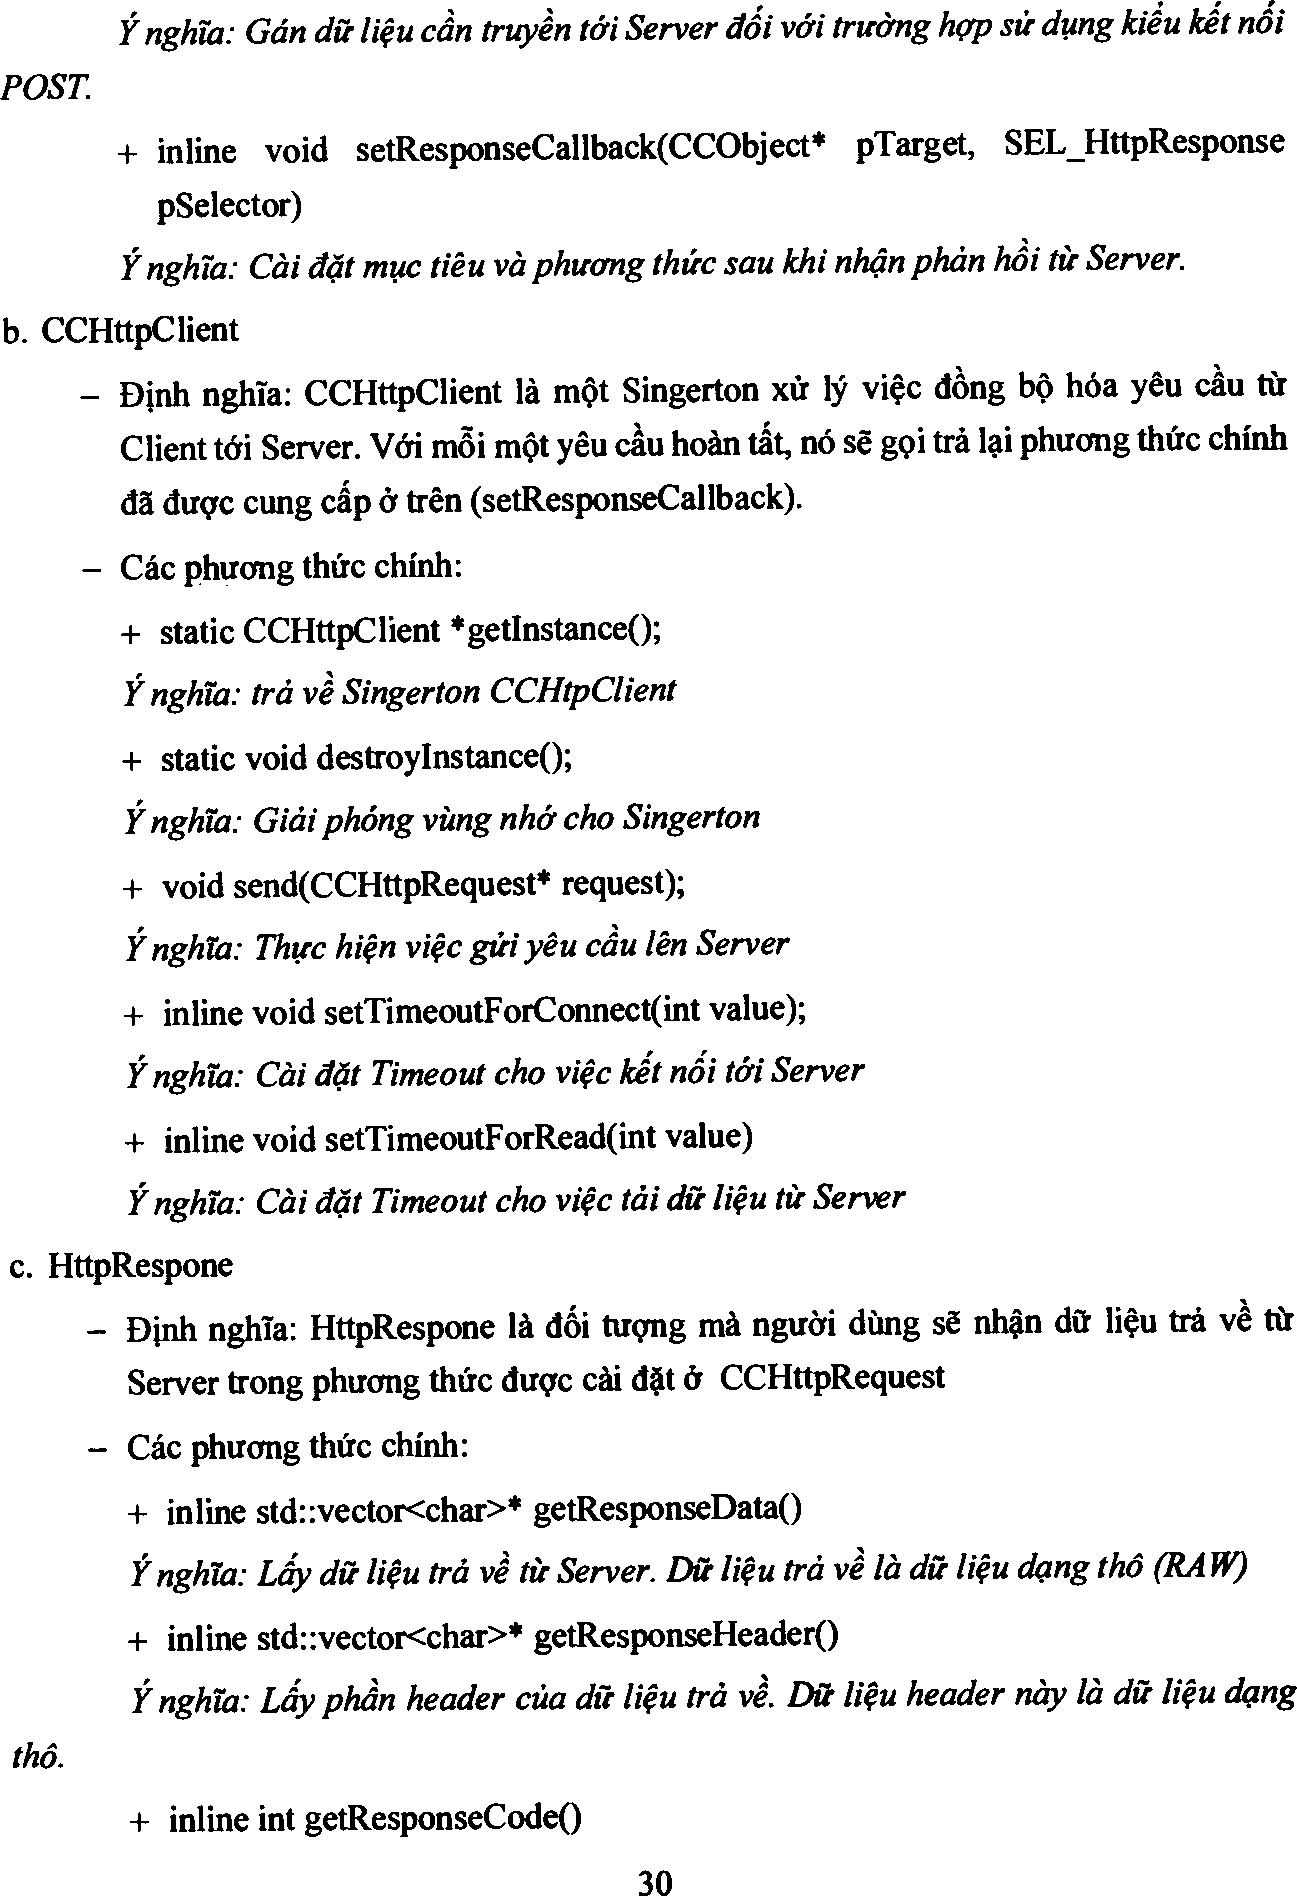 Ý nghĩa: Gán dữ liệu cần truyền tới Server đối với trường hợp sử dụng kiểu kết nối
POST.
+ inline void setResponseCallback(CCObject* pTarget, SEL_HttpResponse
pSelector)
Ý nghĩa: Cài đặt mục tiêu và phương thức sau khi nhận phản hồi từ Server.
b. CCHttpClient
– Định nghĩa: CCHttpClient là một Singerton xử lý việc đồng bộ hóa yêu cầu từ
Client tới Server. Với mỗi một yêu cầu hoàn tất, nó sẽ gọi trả lại phương thức chính
đã được cung cấp ở trên (setResponseCallback).
– Các phương thức chính:
+ static CCHttpClient *getInstance();
Ý nghĩa: trả về Singerton CCHtpClient
+ static void destroyInstance();
Ý nghĩa: Giải phóng vùng nhớ cho Singerton
+ void send(CCHttpRequest* request);
Ý nghĩa: Thực hiện việc gửi yêu cầu lên Server
+ inline void setTimeoutForConnect(int value);
Ý nghĩa: Cài đặt Timeout cho việc kết nối tới Server
+ inline void setTimeoutForRead(int value)
Ý nghĩa: Cài đặt Timeout cho việc tải dữ liệu từ Server
c. HttpRespone
– Định nghĩa: HttpRespone là đối tượng mà người dùng sẽ nhận dữ liệu trả về từ
Server trong phương thức được cài đặt ở CCHttpRequest
– Các phương thức chính:
+ inline std::vector<char>* getResponseData()
Ý nghĩa: Lấy dữ liệu trả về từ Server. Dữ liệu trả về là dữ liệu dạng thô (RAW)
+ inline std::vector<char>* getResponseHeader()
Ý nghĩa: Lấy phần header của dữ liệu trả về. Dữ liệu header này là dữ liệu dạng
thô.
+ inline int getResponseCode()
30